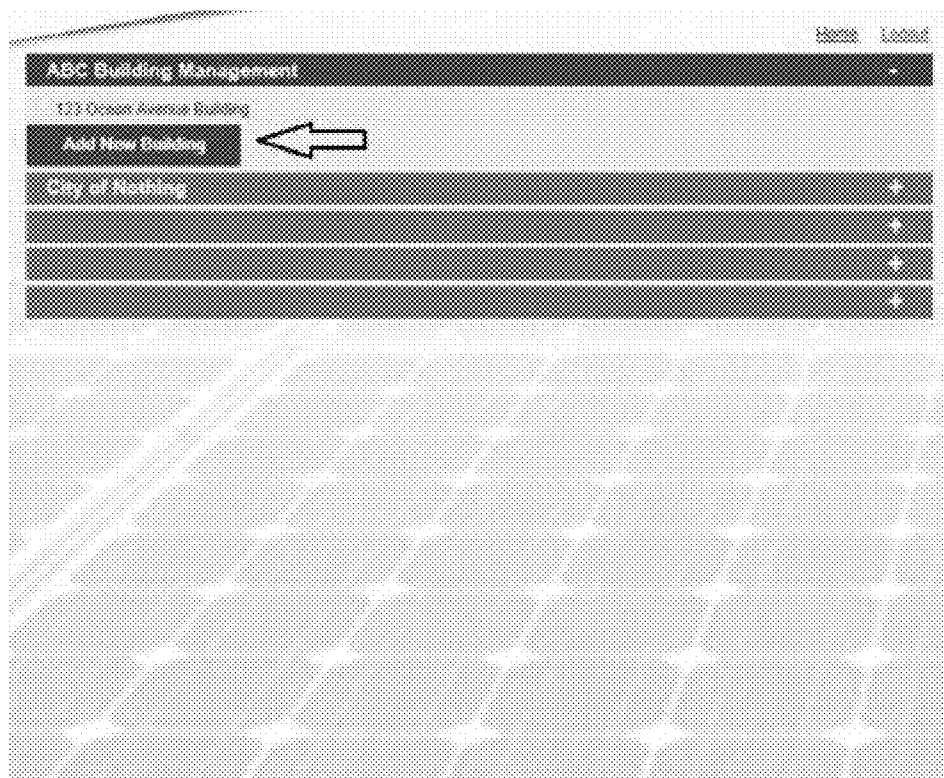 Home Logout
ABC Building Management -
123 Ocean Avenue Building
Add New Building
City of Nothing +
+
+
+